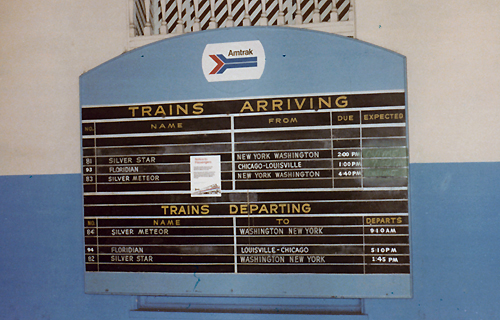 Amtrak
TRAINS ARRIVING
NO. NAME FROM DUE EXPECTED
91 SILVER STAR NEW YORK WASHINGTON 2:00 PM
93 FLORIDIAN CHICAGO-LOUISVILLE 1:00 PM
83 SILVER METEOR NEW YORK WASHINGTON 4:40 PM
TRAINS DEPARTING
NO. NAME TO DEPARTS
84 SILVER METEOR WASHINGTON NEW YORK 9:10 AM
94 FLORIDIAN LOUISVILLE-CHICAGO 5:10 PM
92 SILVER STAR WASHINGTON NEW YORK 1:45 PM